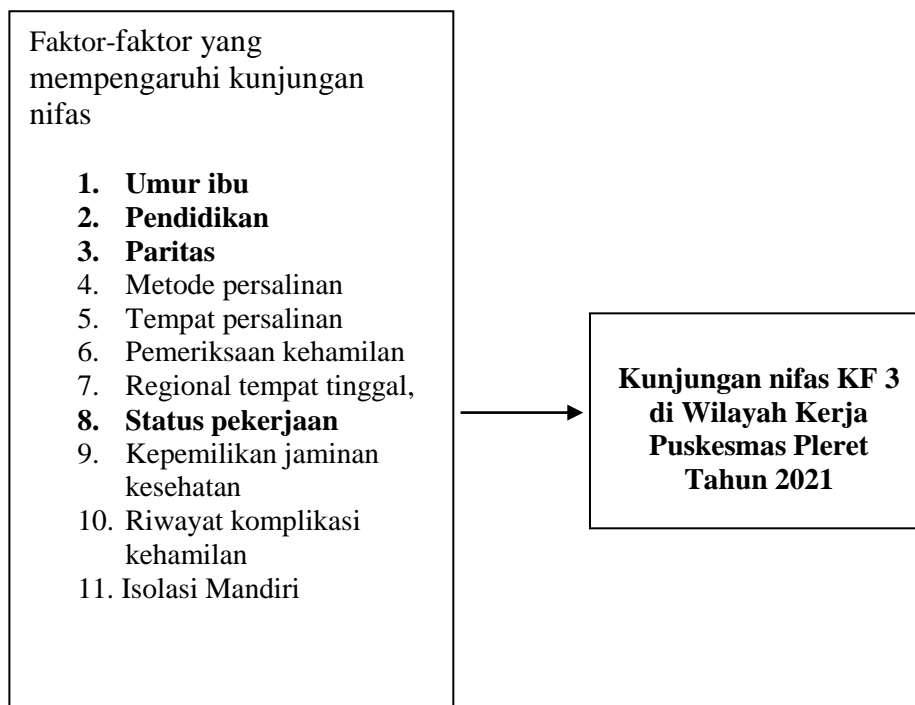 Faktor-faktor yang
mempengaruhi kunjungan
nifas
1. Umur ibu
2. Pendidikan
3. Paritas
4. Metode persalinan
5. Tempat persalinan
6. Pemeriksaan kehamilan
7. Regional tempat tinggal,
8. Status pekerjaan
9. Kepemilikan jaminan
kesehatan
10. Riwayat komplikasi
kehamilan
11. Isolasi Mandiri
Kunjungan nifas KF 3
di Wilayah Kerja
Puskesmas Pleret
Tahun 2021